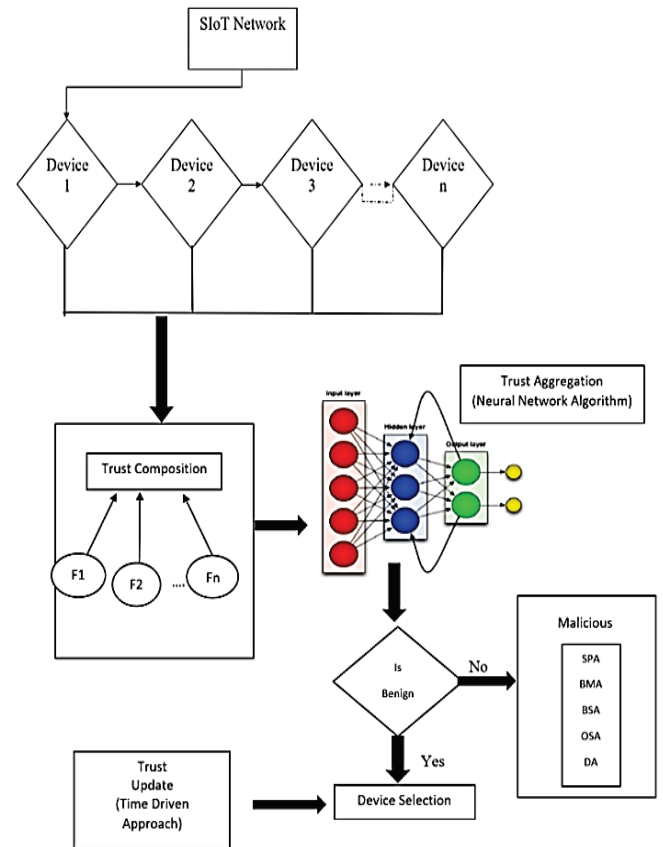 SIoT Network
Device
1
Device
2
Device
3
Device
n
Input layer
Hidden layer
Output layer
Trust Aggregation
(Neural Network Algorithm)
Trust Composition
F1
F2
....
Fn
Is
Benign
No
Yes
Malicious
SPA
BMA
BSA
OSA
DA
Trust
Update
(Time Driven
Approach)
Device Selection